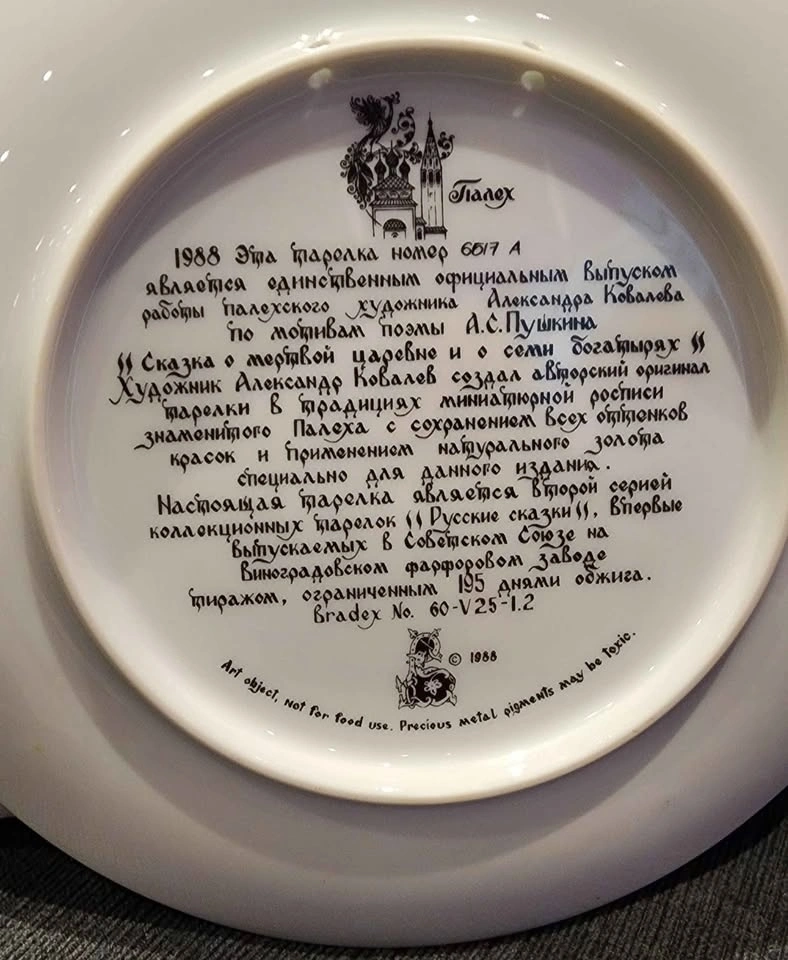 Палех
1988 Эта тарелка номер 6617 А
является единственным официальным выпуском
работы палехского художника Александра Ковалева
по мотивам поэмы А.С.Пушкина
"Сказка о мертвой царевне и о семи богатырях"
Художник Александр Ковалев создал авторский оригинал
тарелки в традициях миниатюрной росписи
знаменитого Палеха с сохранением всех оттенков
красок и применением натурального золота
специально для данного издания.
Настоящая тарелка является второй серией
коллекционных тарелок "Русские сказки", впервые
выпускаемых в Советском Союзе на
Виноградовском фарфоровом заводе
тиражом, ограниченным 195 днями обжига.
Bradex No. 60-V25-1.2
© 1988
Art object, Not for food use. Precious metal pigments may be toxic.